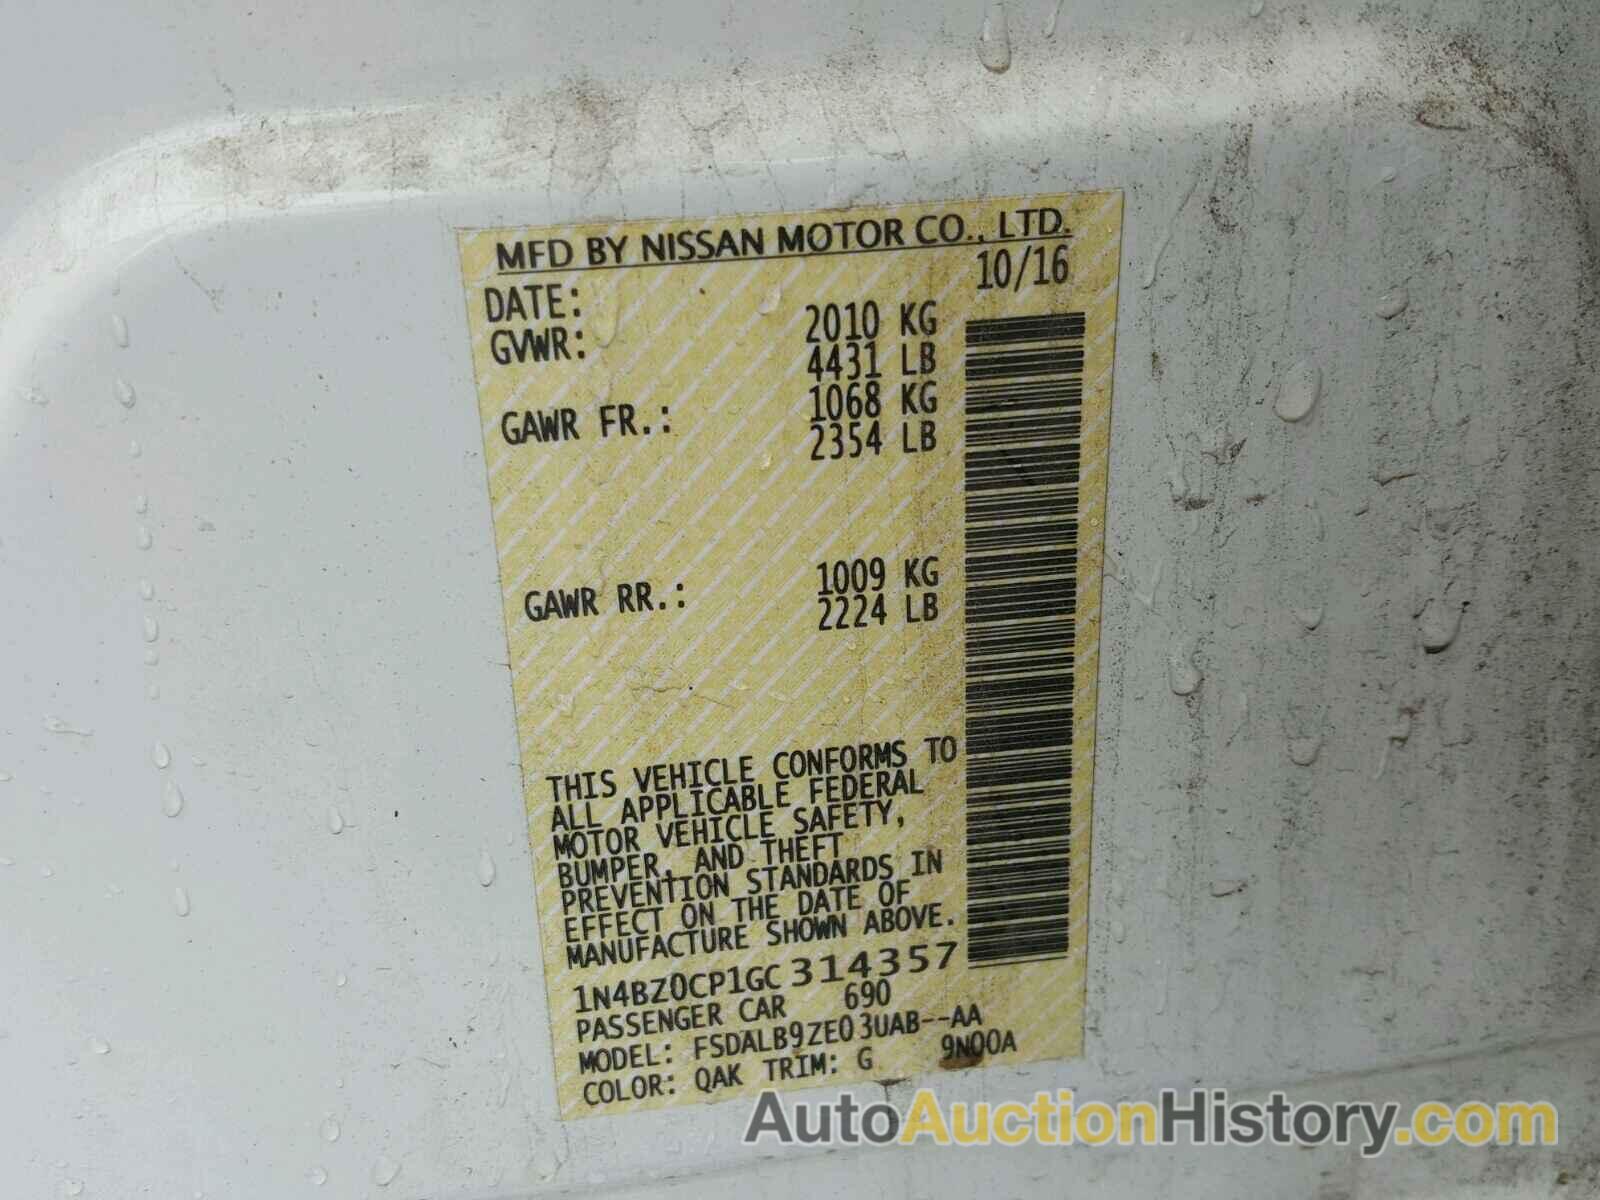 MFD BY NISSAN MOTOR CO., LTD.
DATE: 10/16
GVWR: 2010 KG
4431 LB
GAWR FR.: 1068 KG
2354 LB
GAWR RR.: 1009 KG
2224 LB
THIS VEHICLE CONFORMS TO
ALL APPLICABLE FEDERAL
MOTOR VEHICLE SAFETY,
BUMPER, AND THEFT
PREVENTION STANDARDS IN
EFFECT ON THE DATE OF
MANUFACTURE SHOWN ABOVE.
1N4BZ0CP1GC314357
PASSENGER CAR 690
MODEL: FSDALB9ZE03UAB--AA
COLOR: QAK TRIM: G 9N00A
AutoAuctionHistory.com